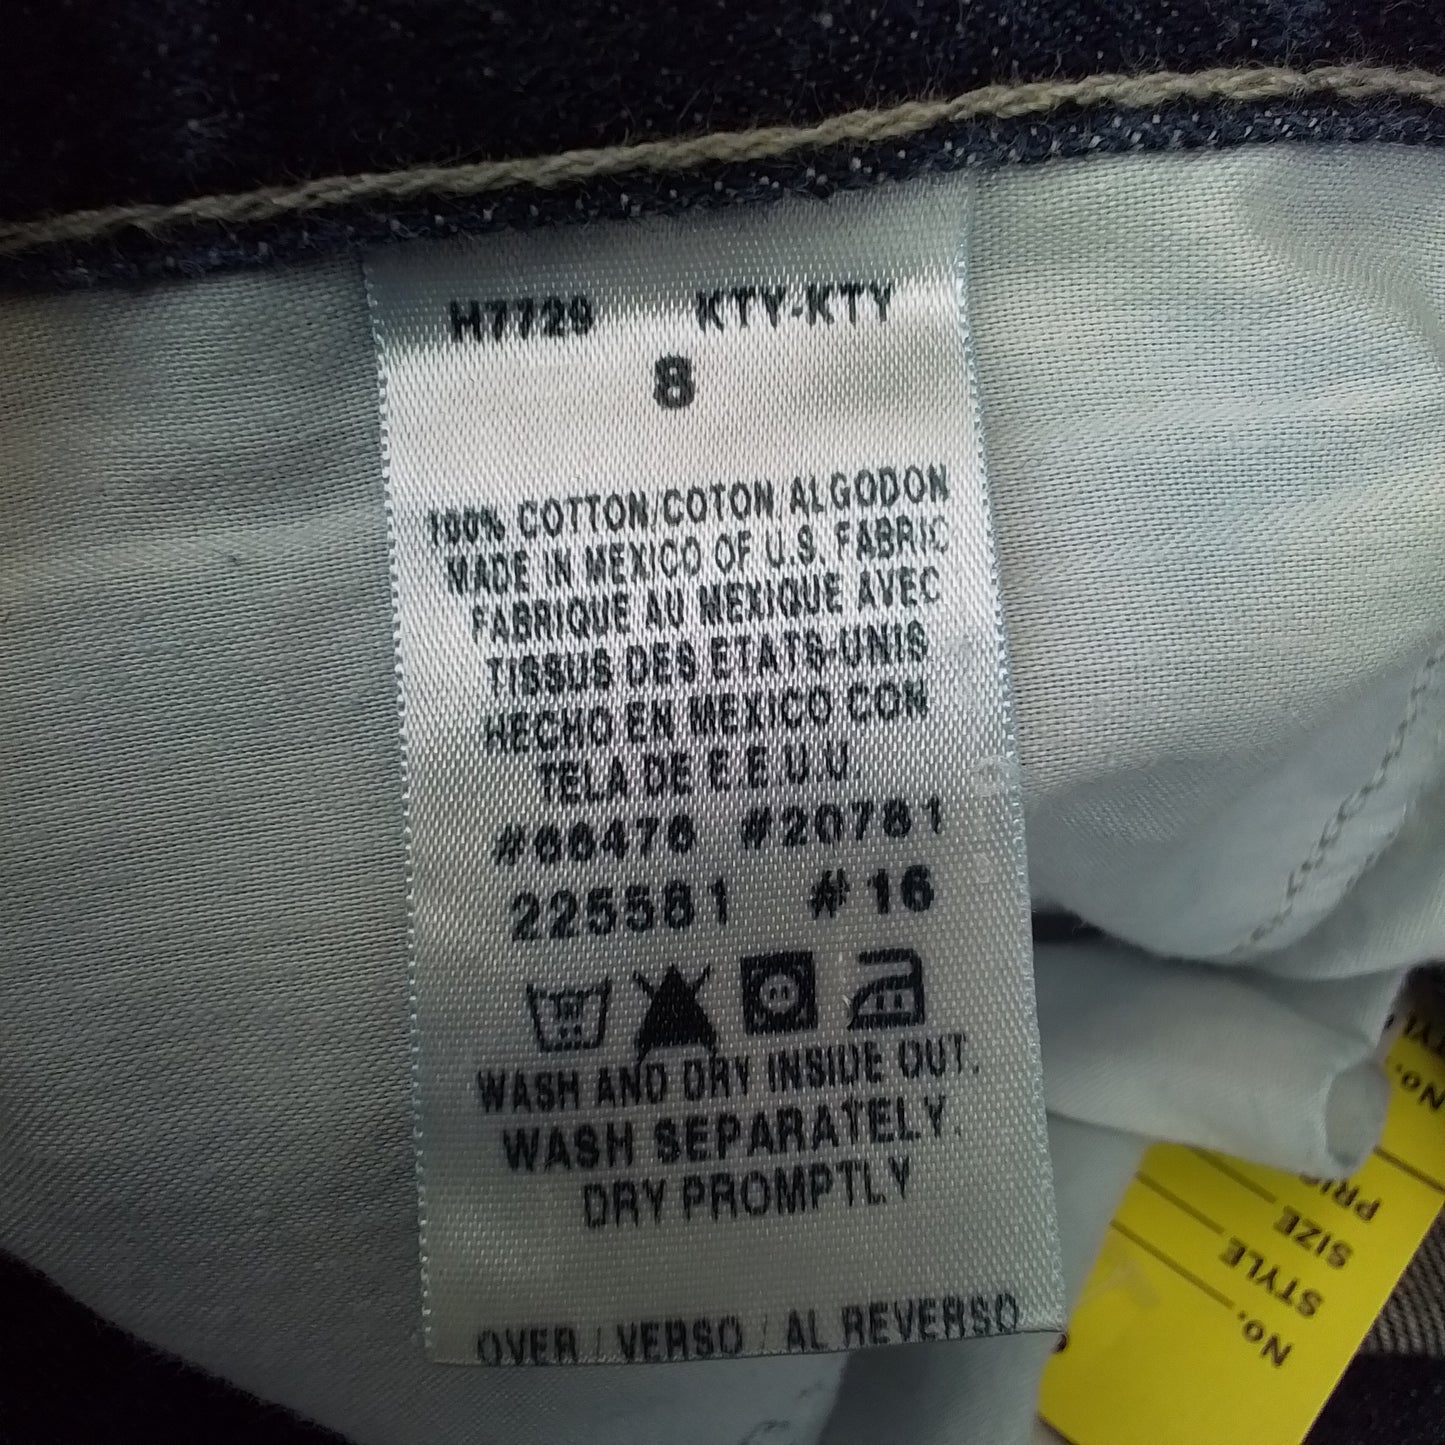 H7729 KTY-KTY
8
100% COTTON/COTON ALGODON
MADE IN MEXICO OF U.S. FABRIC
FABRIQUE AU MEXIQUE AVEC
TISSUS DES ETATS-UNIS
HECHO EN MEXICO CON
TELA DE E E U.U.
#20781
225581 #16
WASH AND DRY INSIDE OUT.
WASH SEPARATELY.
DRY PROMPTLY
OVER / VERSO / AL REVERSO
No.
STYLE
SIZE
No.